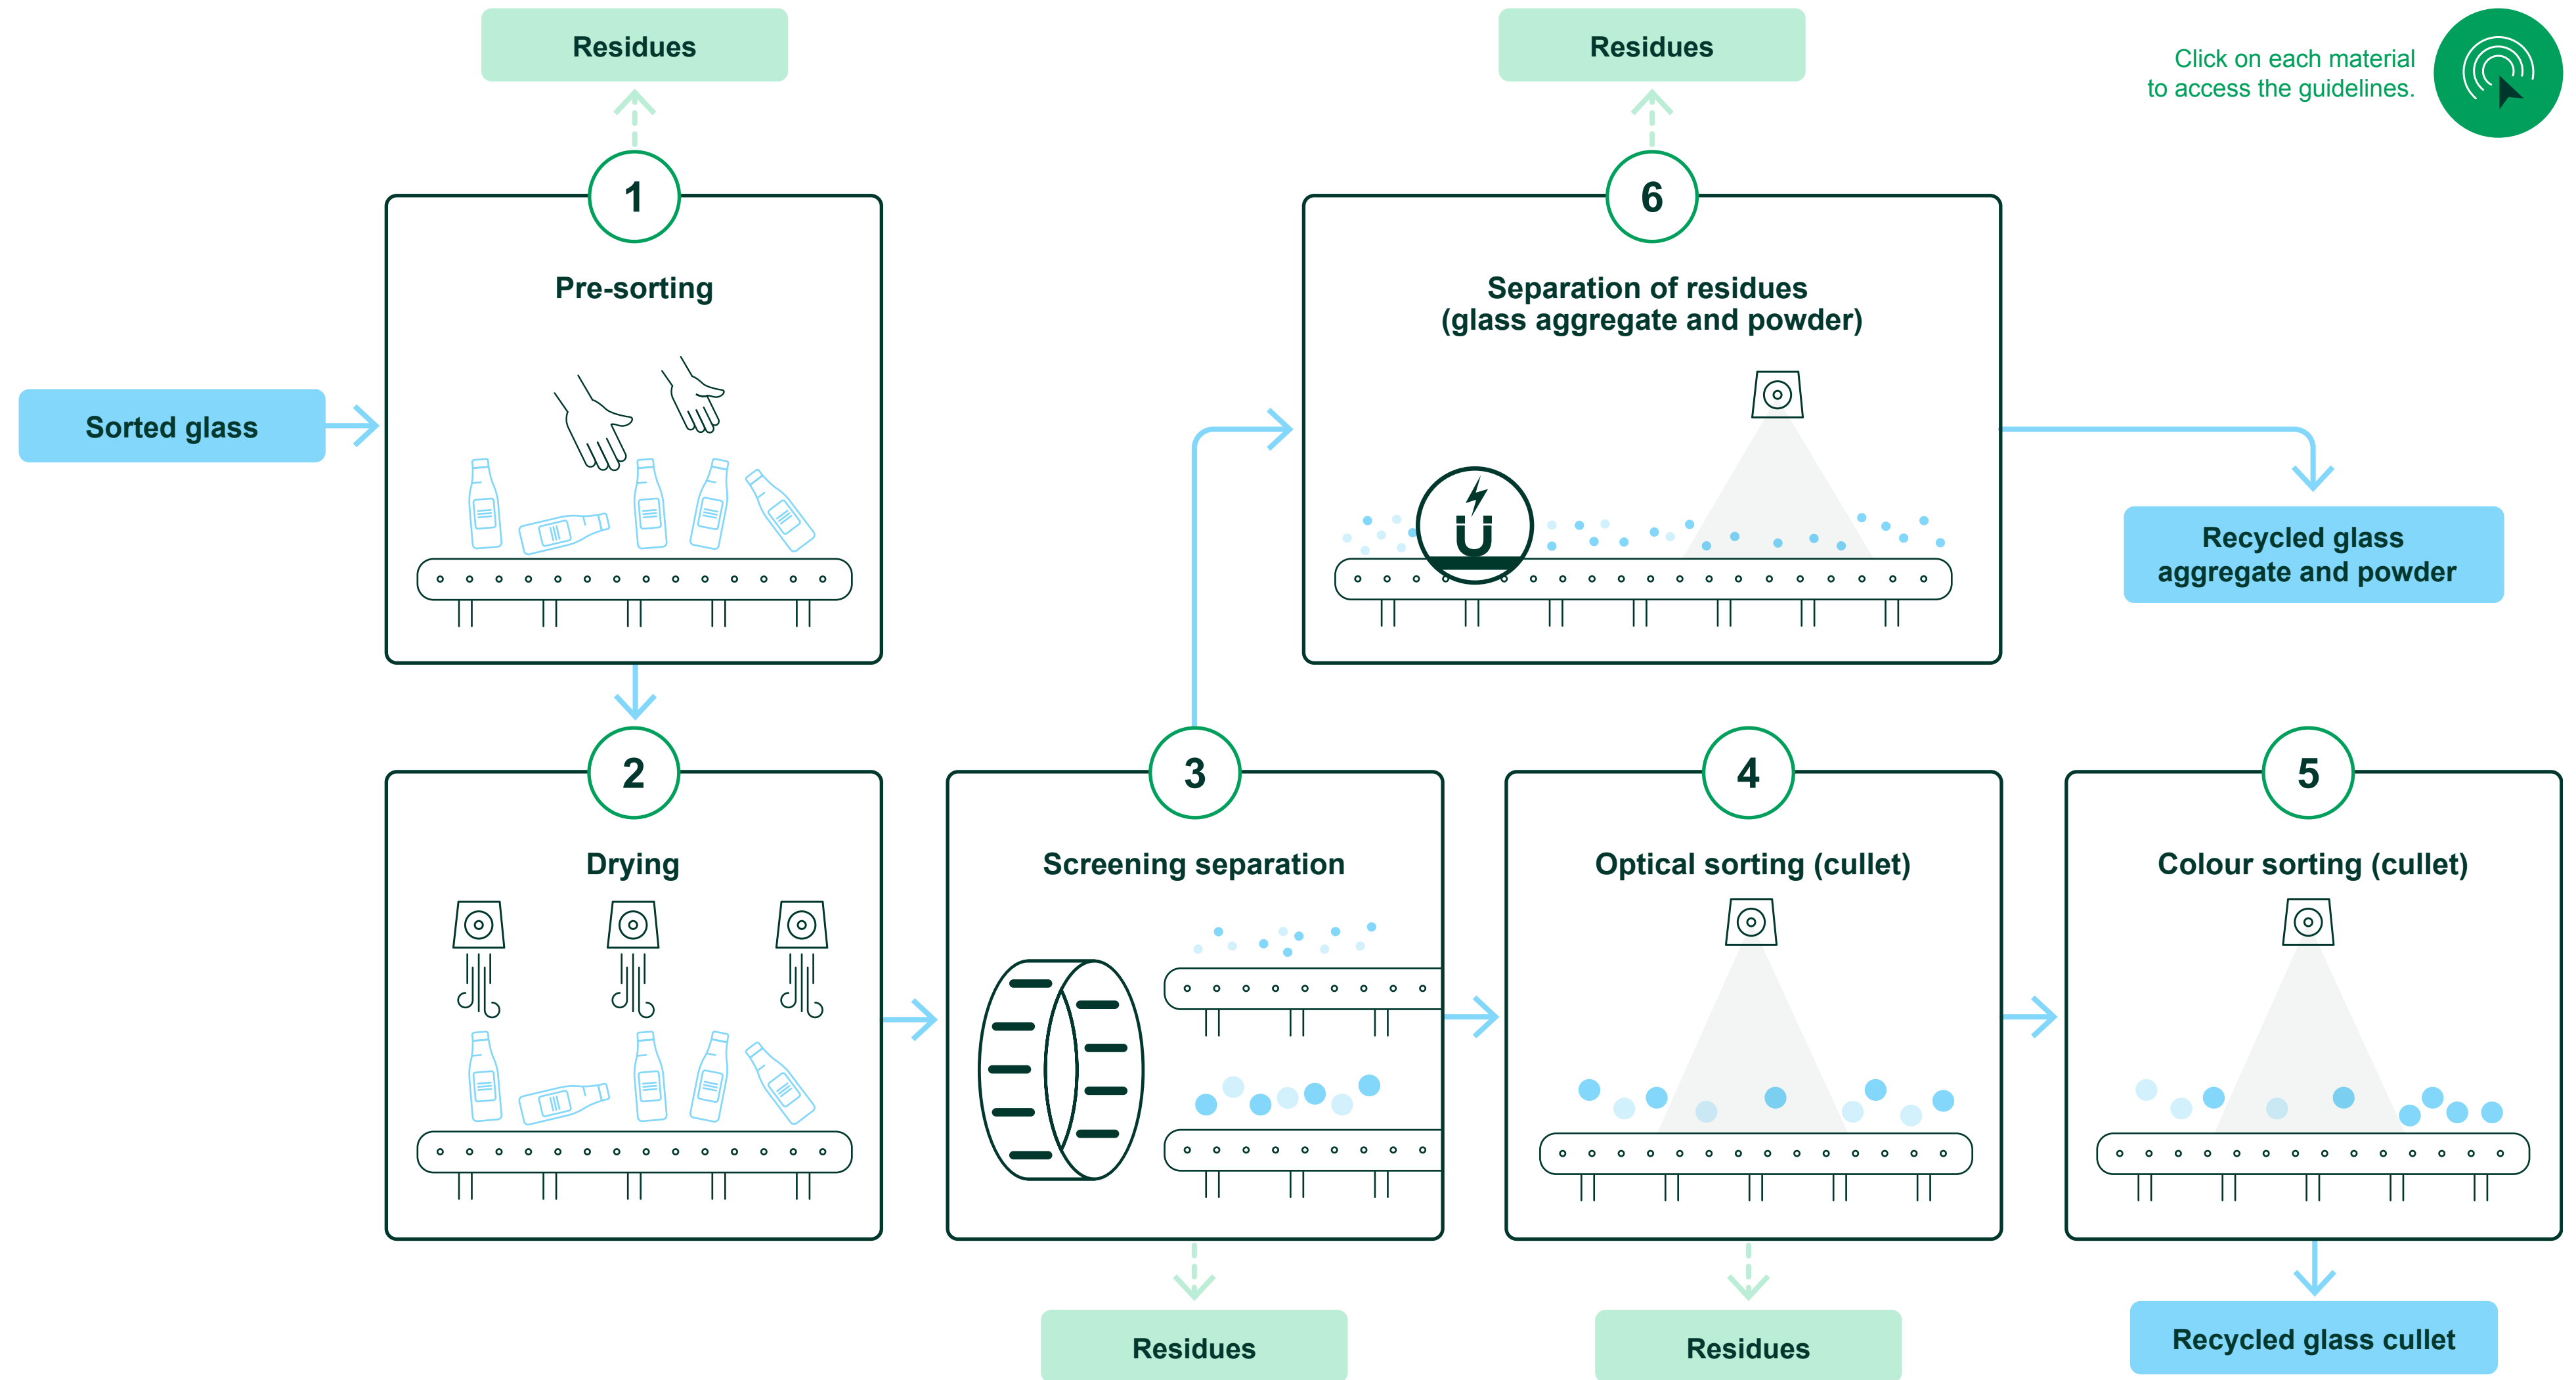 Residues
Residues
Click on each material
to access the guidelines.
1
6
Pre-sorting
Separation of residues
(glass aggregate and powder)
Sorted glass
Recycled glass
aggregate and powder
2
3
4
5
Drying
Screening separation
Optical sorting (cullet)
Colour sorting (cullet)
Residues
Residues
Recycled glass cullet